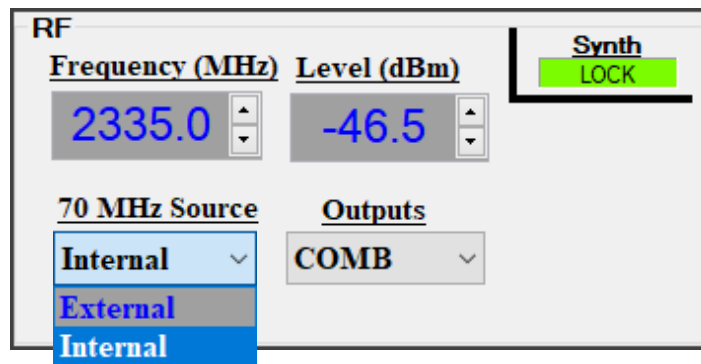 RF
Frequency (MHz) Level (dBm) Synth
LOCK
2335.0 -46.5
70 MHz Source Outputs
Internal COMB
External
Internal